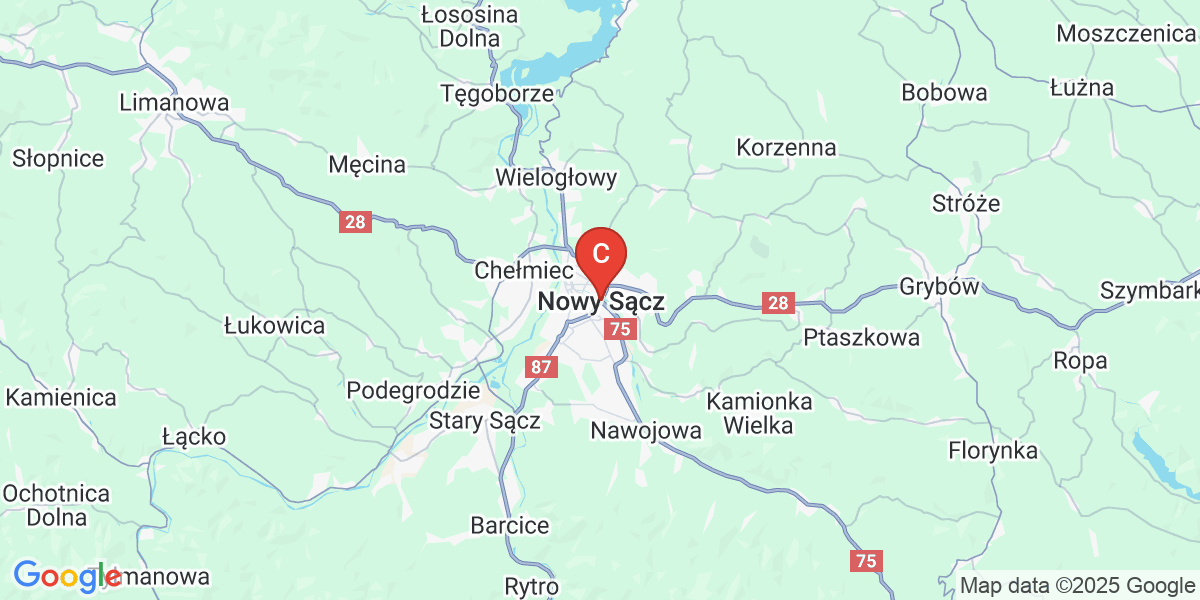 Łososina
Dolna
Moszczenica
Łużna
Tęgoborze
Bobowa
Limanowa
Korzenna
Słopnice
Męcina
Wielogłowy
Stróże
28
C
Chełmiec
Grybów
Szymbark
Nowy Sącz
28
Łukowica
75
Ptaszkowa
Ropa
87
Podegrodzie
Kamienica
Kamionka
Wielka
Stary Sącz
Nawojowa
Łącko
Florynka
Ochotnica
Dolna
Barcice
75
Tylmanowa
Google
Rytro
Map data ©2025 Google